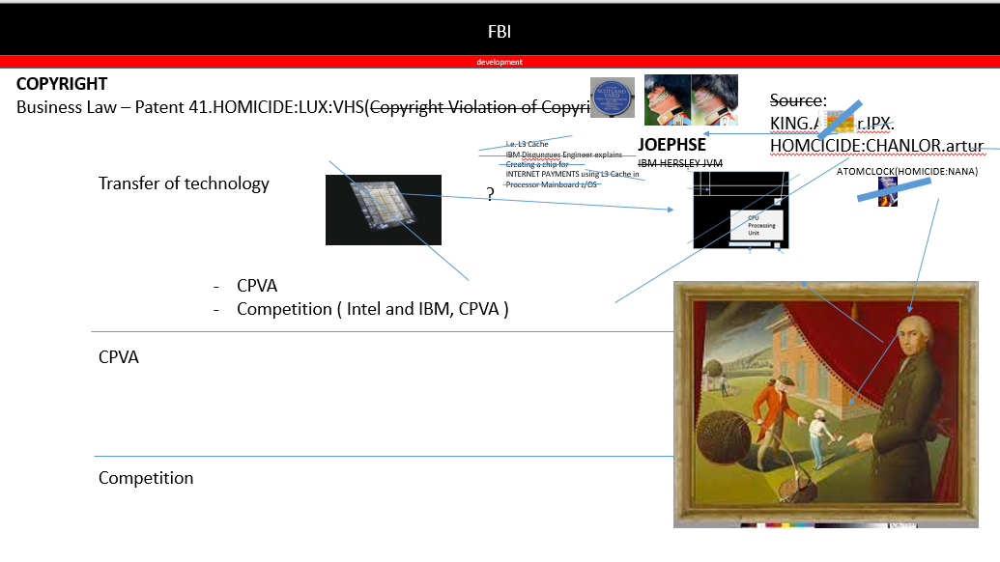 FBI
development
COPYRIGHT
Business Law – Patent 41.HOMICIDE:LUX:VHS(Copyright Violation of Copyri
SCOTLAND
YARD
Source:
KING.A r.IPX.
HOMCICIDE:CHANLOR.artur
JOEPHSE
IBM HERSLEY JVM
i.e. L3 Cache
IBM Disgungues Engineer explains
Creating a chip for
INTERNET PAYMENTS using L3 Cache in
Processor Mainboard z/OS
ATOMCLOCK(HOMICIDE:NANA)
Transfer of technology
?
CPU
Processing
Unit
- CPVA
- Competition ( Intel and IBM, CPVA )
CPVA
Competition